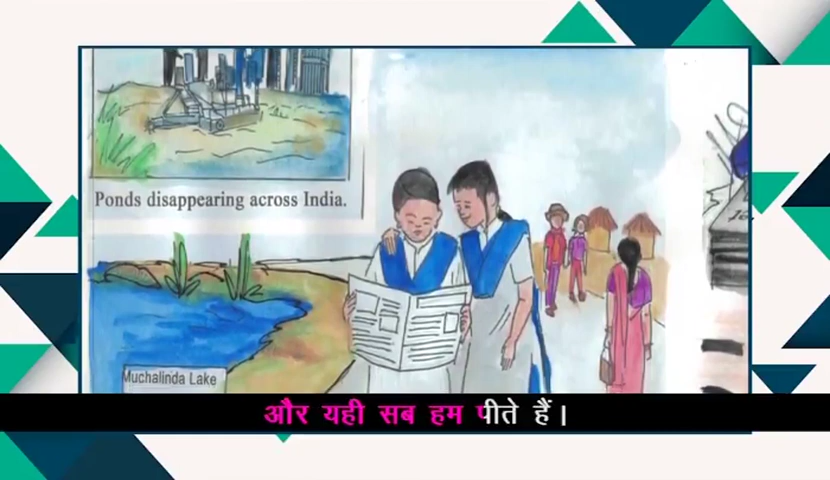 Ponds disappearing across India.
Muchalinda Lake
और यही सब हम पीते हैं।